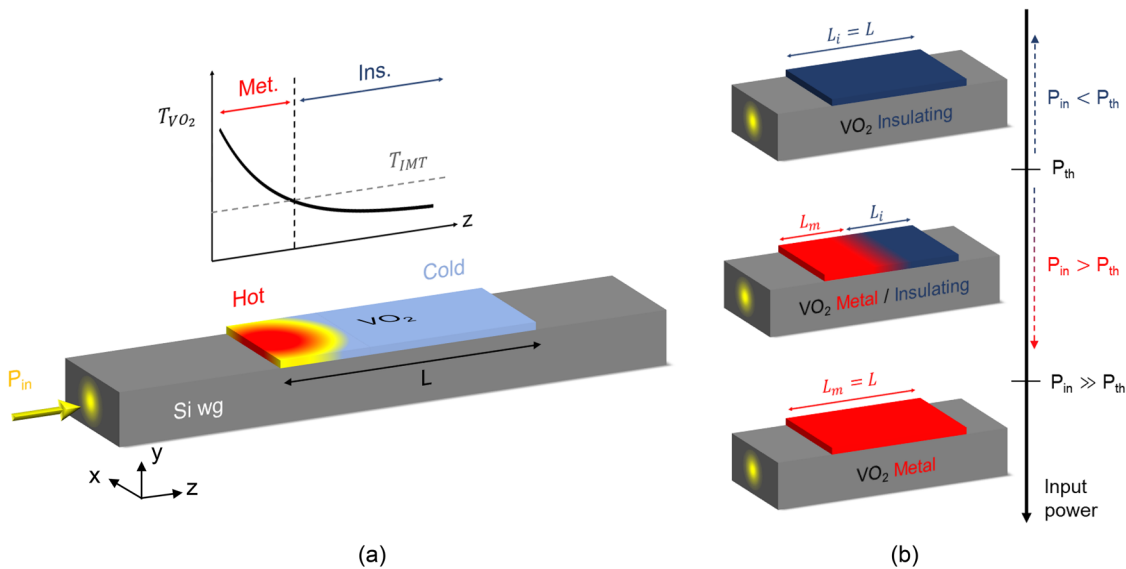 Met.
Ins.
T_VO₂
T_IMT
z
Cold
Hot
VO₂
L
P_in
Si wg
y
x
z
(a)
L_i = L
VO₂ Insulating
P_in < P_th
P_th
L_m
L_i
VO₂ Metal / Insulating
P_in > P_th
P_in ≫ P_th
L_m = L
VO₂ Metal
Input
power
(b)